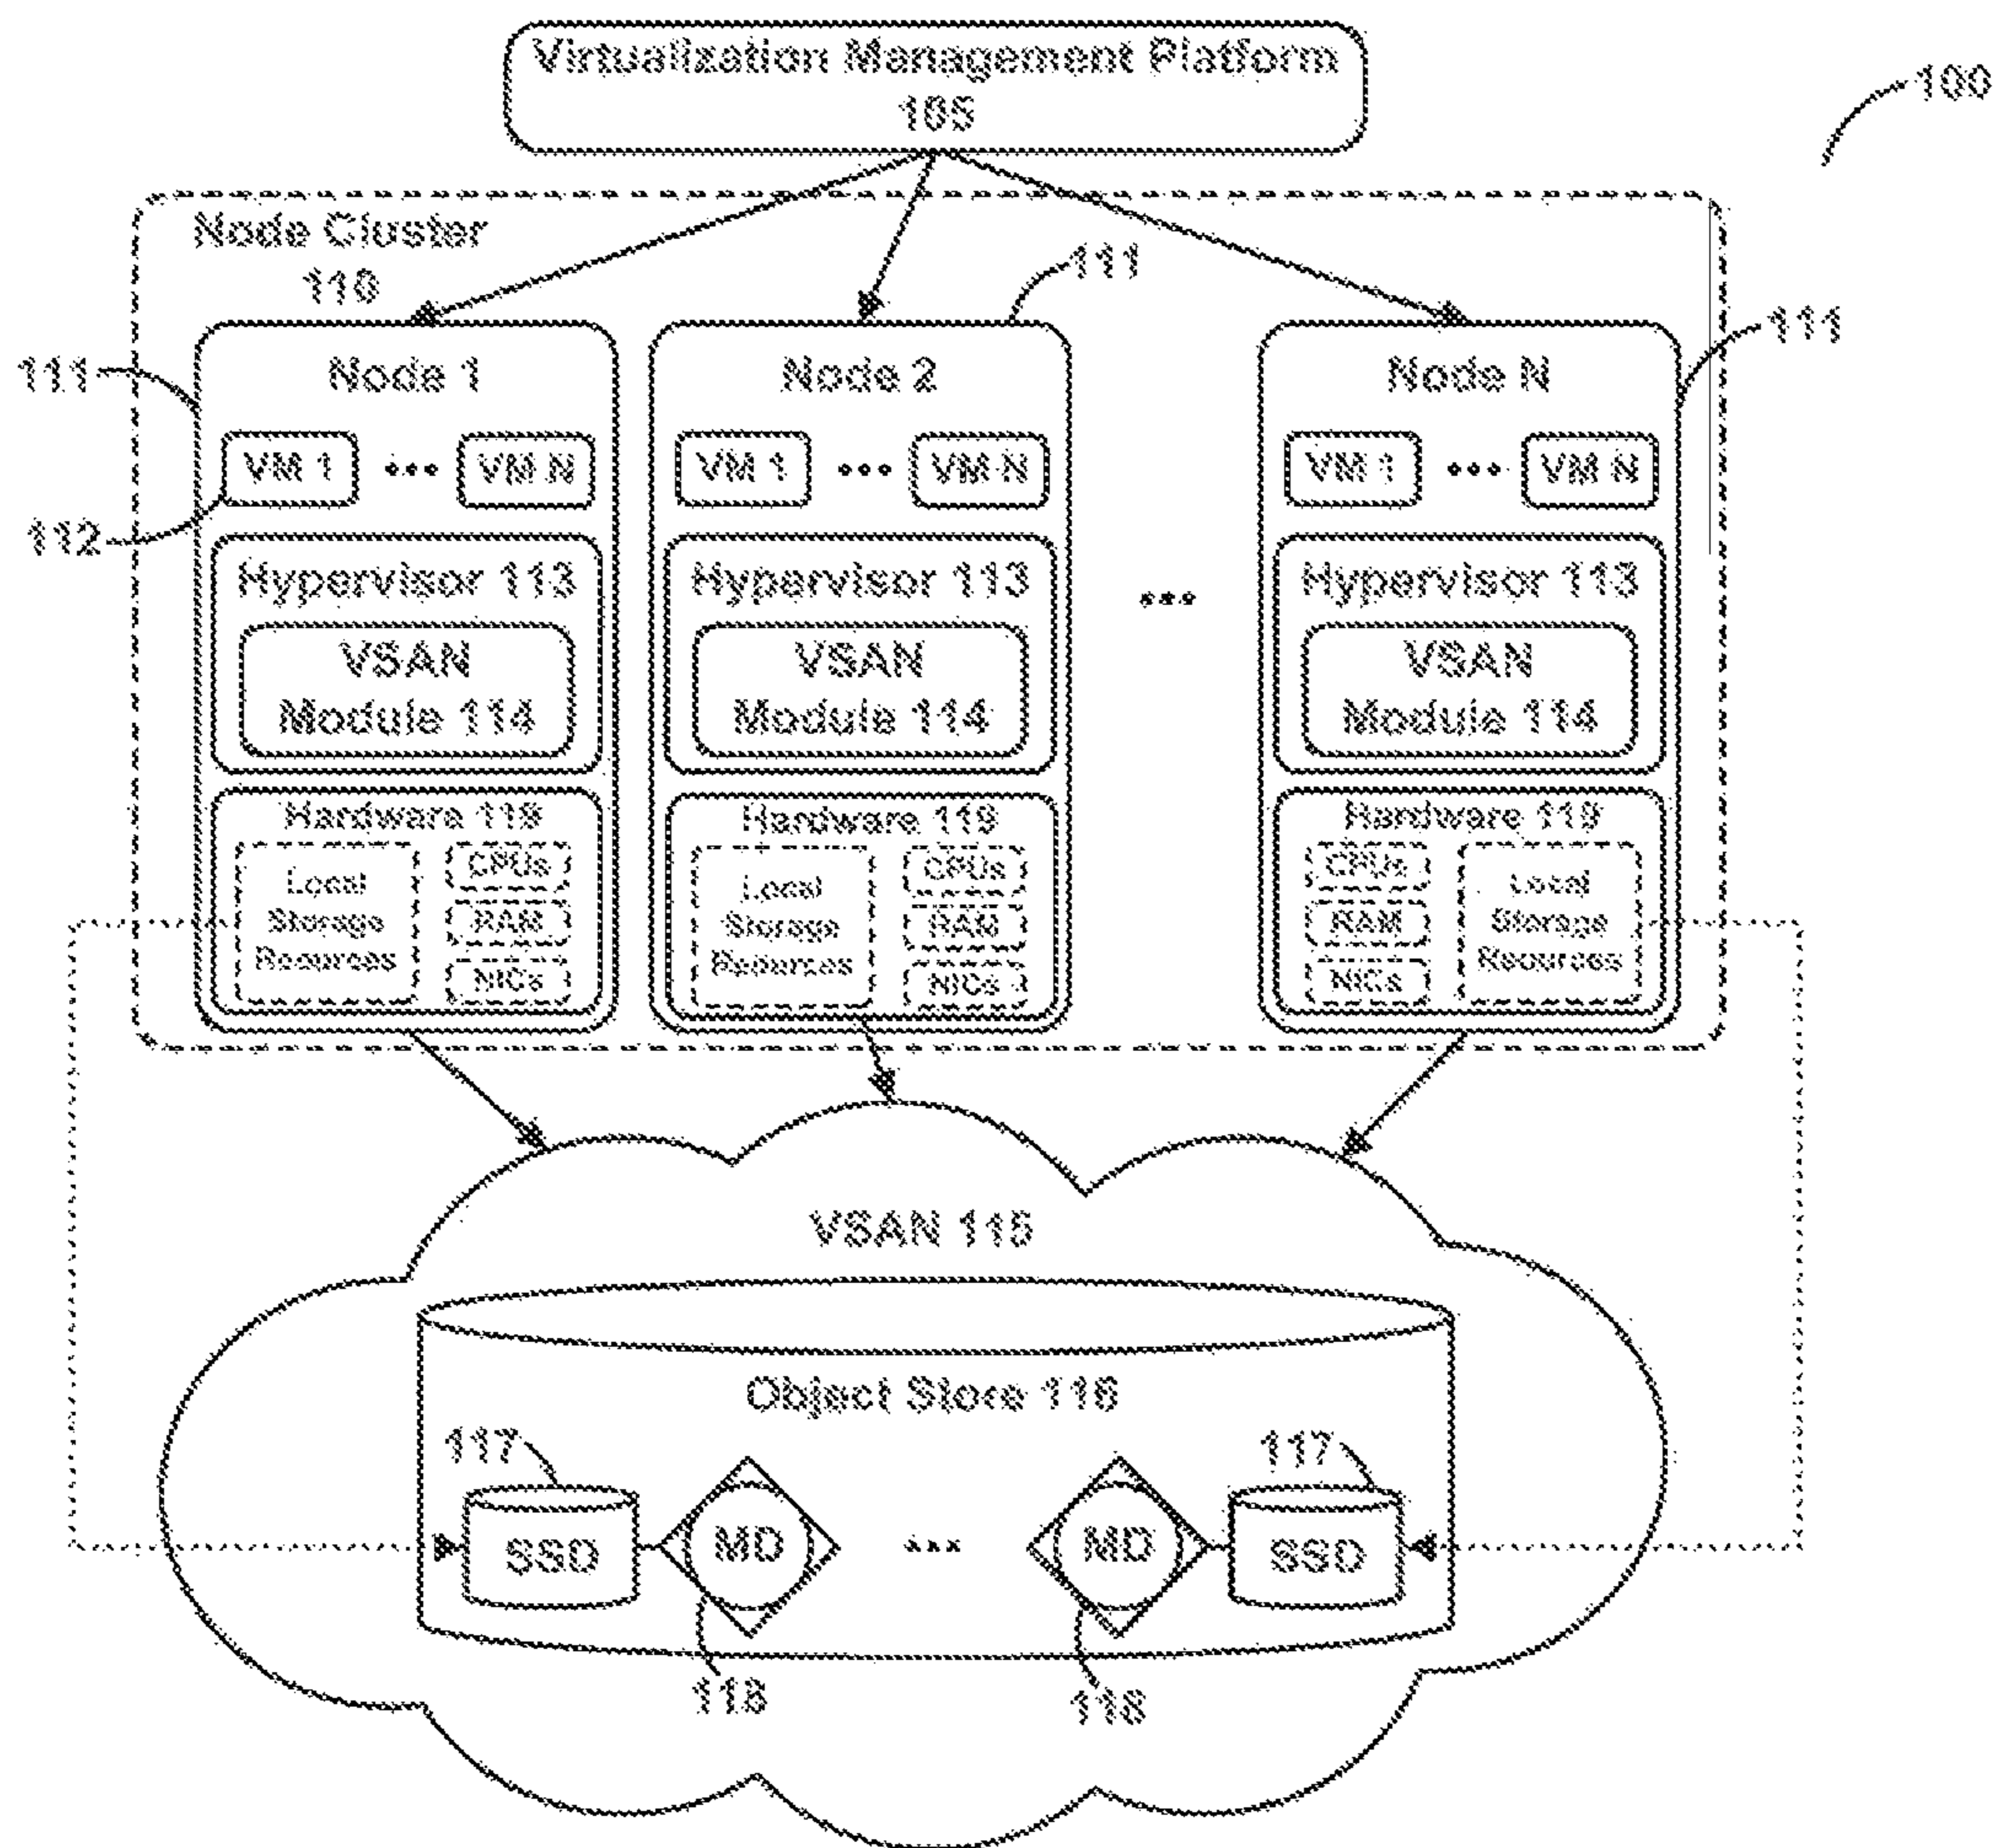 Virtualization Management Platform
105
100
Node Cluster
110
111
111
111
Node 1
Node 2
Node N
VM 1 ••• VM N
VM 1 ••• VM N
VM 1 ••• VM N
112
Hypervisor 113
Hypervisor 113
•••
Hypervisor 113
VSAN
Module 114
VSAN
Module 114
VSAN
Module 114
Hardware 119
Local
Storage
Reources
CPUs
RAM
NICs
Hardware 119
Local
Storage
Reources
CPUs
RAM
NICs
Hardware 119
CPUs
RAM
NICs
Local
Storage
Reources
VSAN 115
Object Store 116
117
117
SSD
MD
•••
MD
SSD
118
118